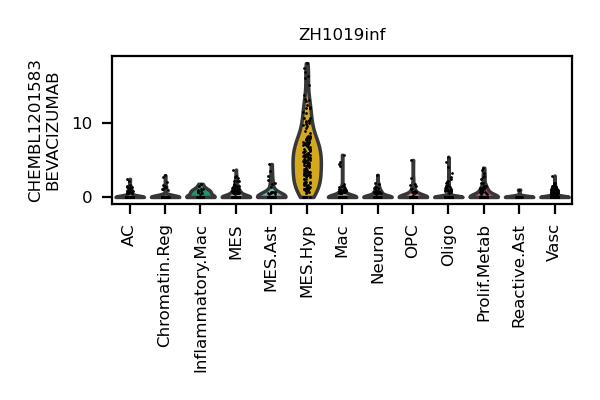 ZH1019inf
CHEMBL1201583
BEVACIZUMAB
10
0
AC
Chromatin.Reg
Inflammatory.Mac
MES
MES.Ast
MES.Hyp
Mac
Neuron
OPC
Oligo
Prolif.Metab
Reactive.Ast
Vasc